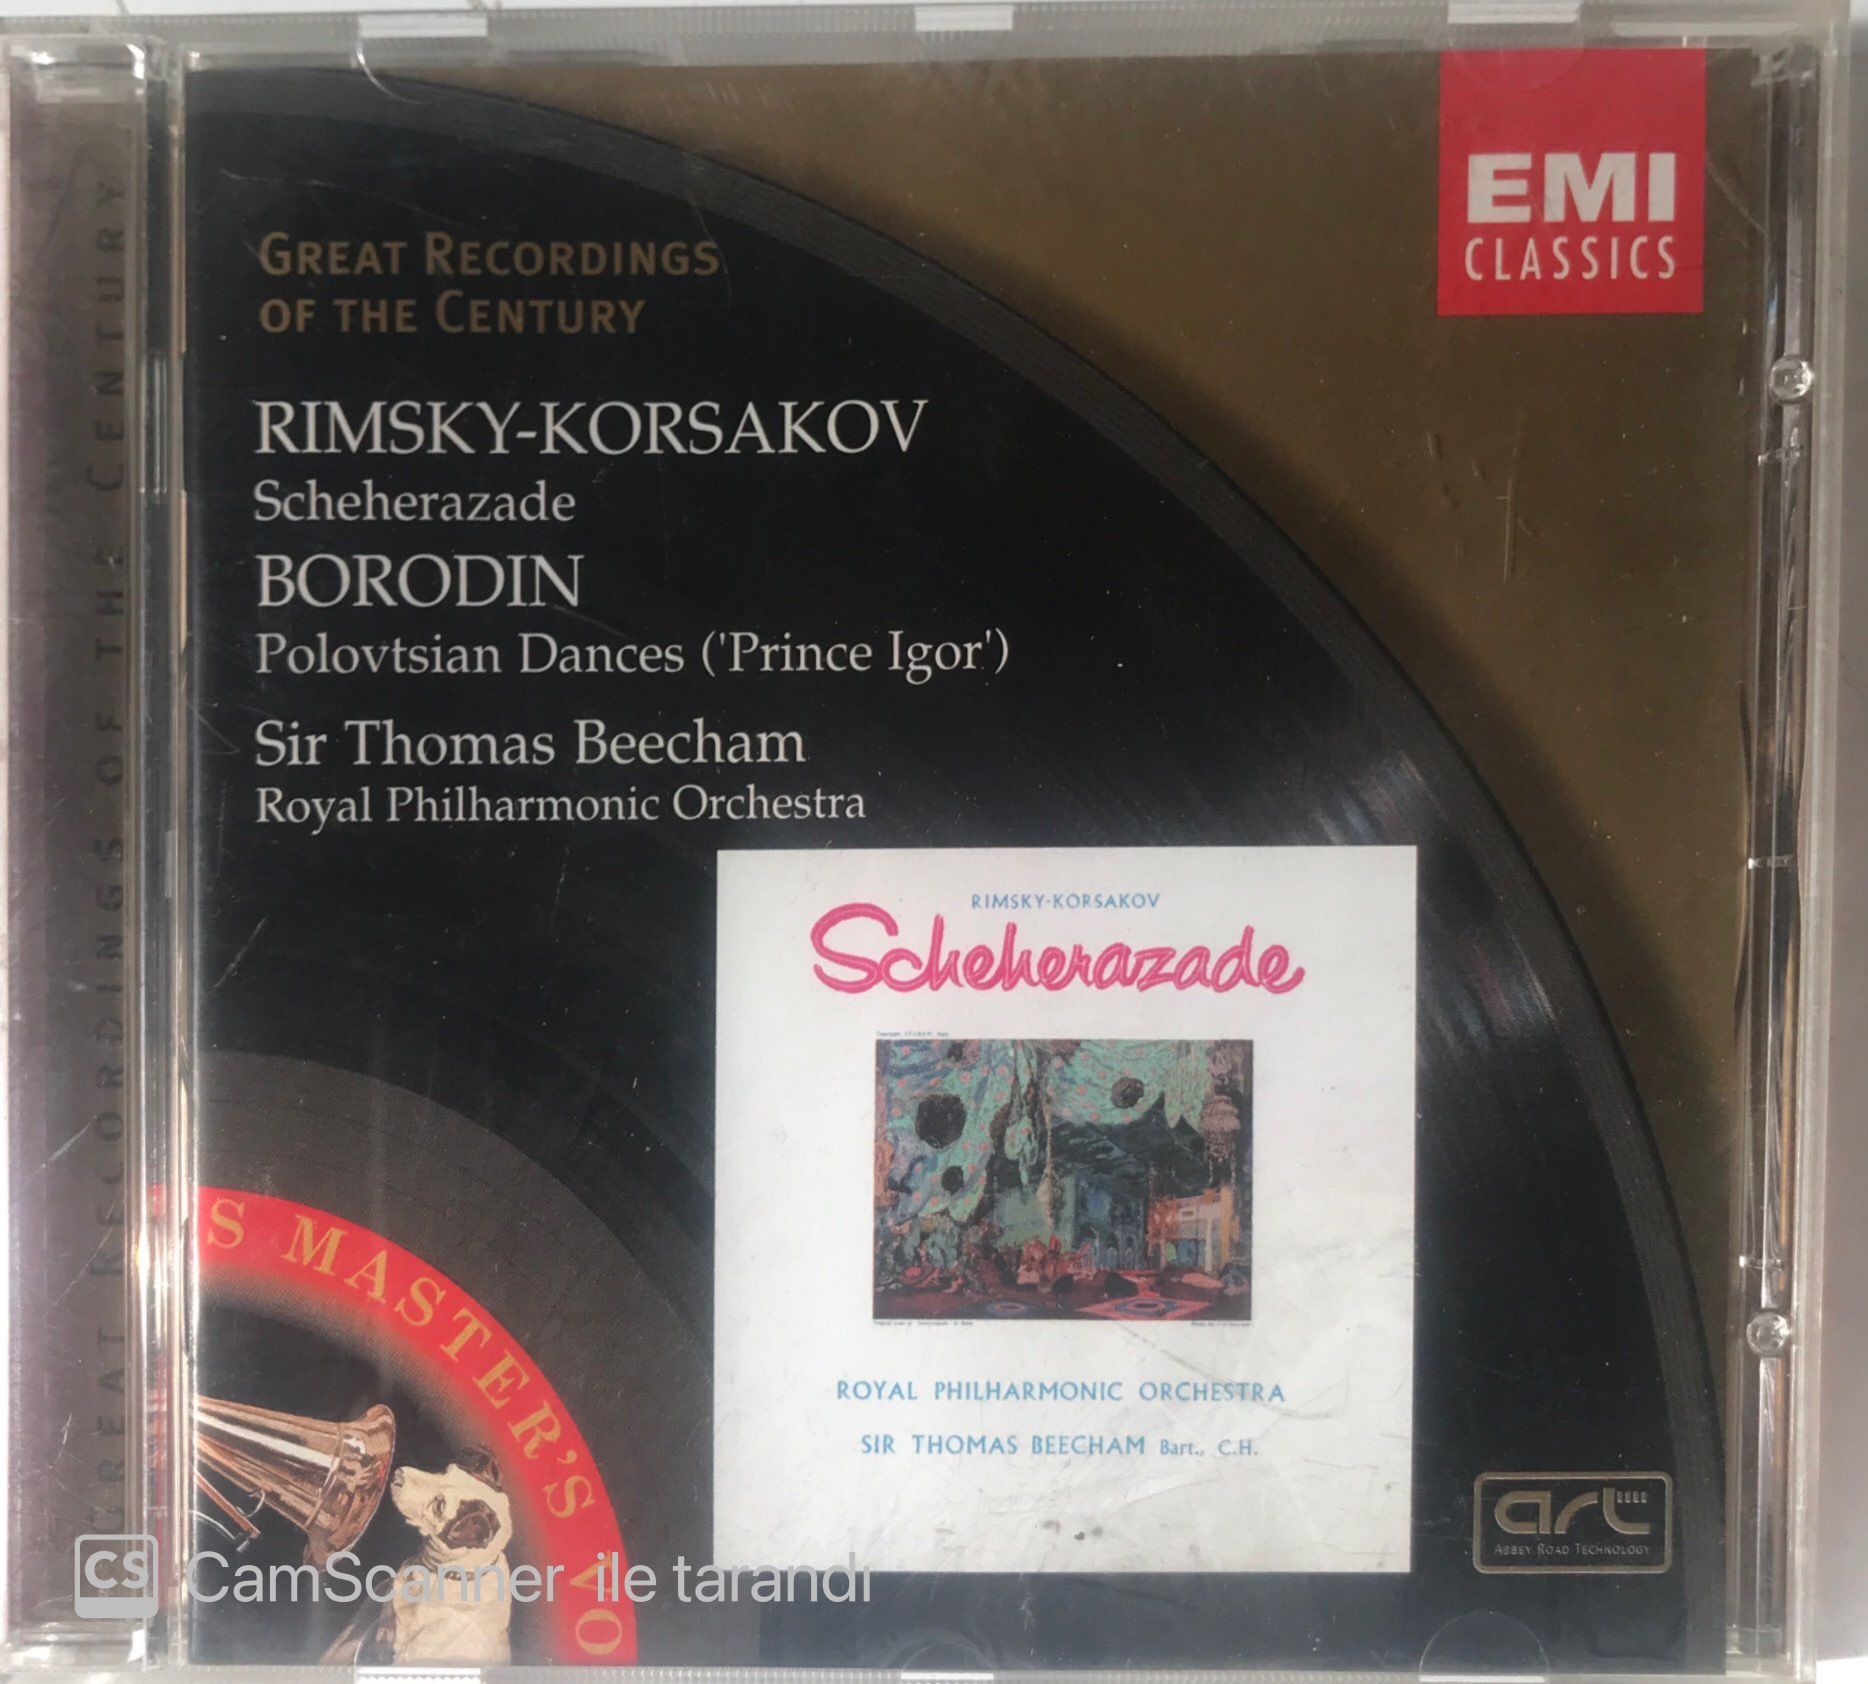 GREAT RECORDINGS OF THE CENTURY
EMI
CLASSICS
GREAT RECORDINGS
OF THE CENTURY
RIMSKY-KORSAKOV
Scheherazade
BORODIN
Polovtsian Dances ('Prince Igor')
Sir Thomas Beecham
Royal Philharmonic Orchestra
RIMSKY-KORSAKOV
Scheherazade
ROYAL PHILHARMONIC ORCHESTRA
SIR THOMAS BEECHAM Bart., C.H.
S MASTER'S VO
art
ABBEY ROAD TECHNOLOGY
CS CamScanner ile tarandı